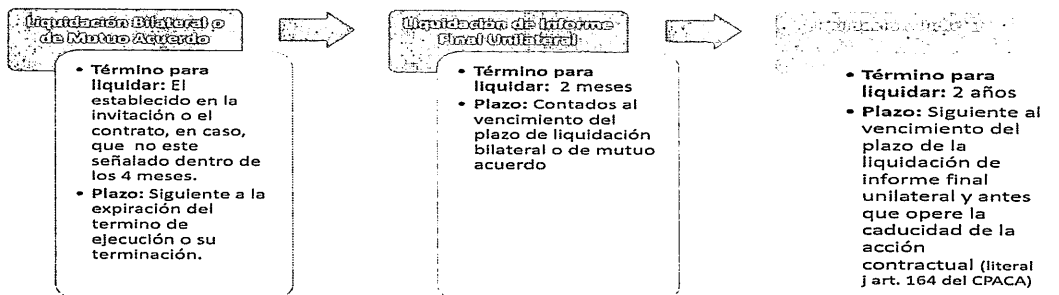 Liquidación Bilateral o
de Mutuo Acuerdo
• Término para
liquidar: El
establecido en la
invitación o el
contrato, en caso,
que no este
señalado dentro de
los 4 meses.
• Plazo: Siguiente a la
expiración del
termino de
ejecución o su
terminación.
Liquidación de Informe
Final Unilateral
• Término para
liquidar: 2 meses
• Plazo: Contados al
vencimiento del
plazo de liquidación
bilateral o de mutuo
acuerdo
• Término para
liquidar: 2 años
• Plazo: Siguiente al
vencimiento del
plazo de la
liquidación de
informe final
unilateral y antes
que opere la
caducidad de la
acción
contractual (literal
j art. 164 del CPACA)